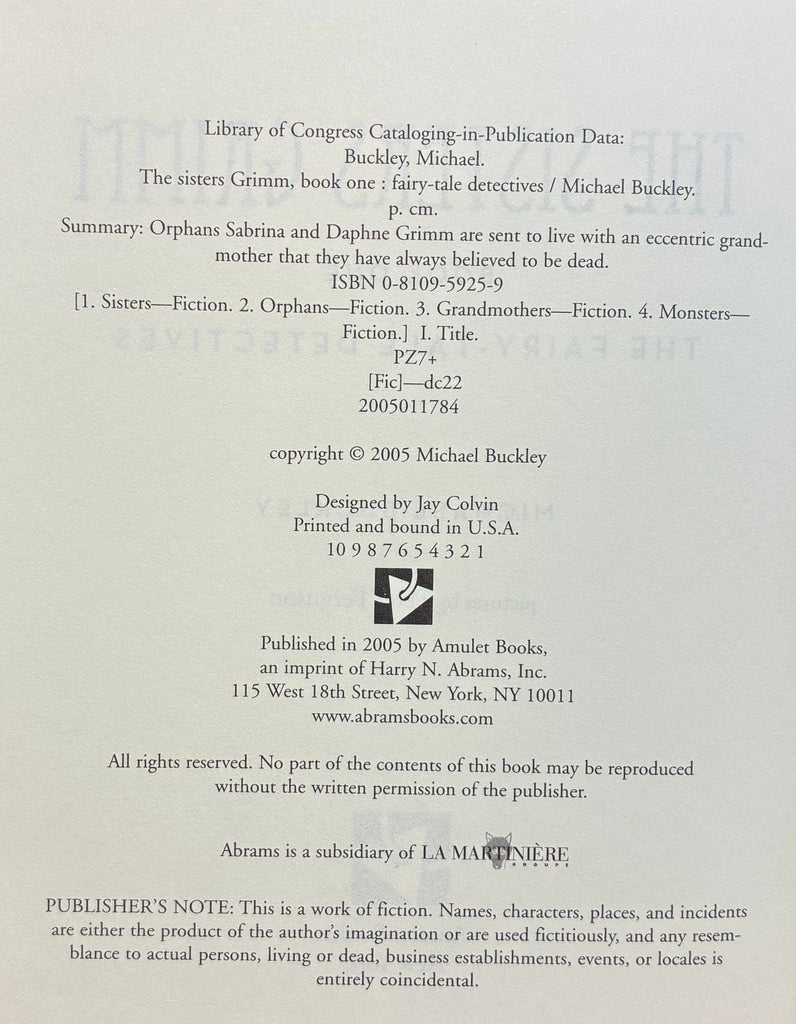 Library of Congress Cataloging-in-Publication Data:
Buckley, Michael.
The sisters Grimm, book one : fairy-tale detectives / Michael Buckley.
p. cm.
Summary: Orphans Sabrina and Daphne Grimm are sent to live with an eccentric grand-
mother that they have always believed to be dead.
ISBN 0-8109-5925-9
[1. Sisters—Fiction. 2. Orphans—Fiction. 3. Grandmothers—Fiction. 4. Monsters—
Fiction.] I. Title.
PZ7+
[Fic]—dc22
2005011784
copyright © 2005 Michael Buckley
Designed by Jay Colvin
Printed and bound in U.S.A.
10 9 8 7 6 5 4 3 2 1
Published in 2005 by Amulet Books,
an imprint of Harry N. Abrams, Inc.
115 West 18th Street, New York, NY 10011
www.abramsbooks.com
All rights reserved. No part of the contents of this book may be reproduced
without the written permission of the publisher.
Abrams is a subsidiary of LA MARTINIÈRE
GROUPE
PUBLISHER'S NOTE: This is a work of fiction. Names, characters, places, and incidents
are either the product of the author's imagination or are used fictitiously, and any resem-
blance to actual persons, living or dead, business establishments, events, or locales is
entirely coincidental.